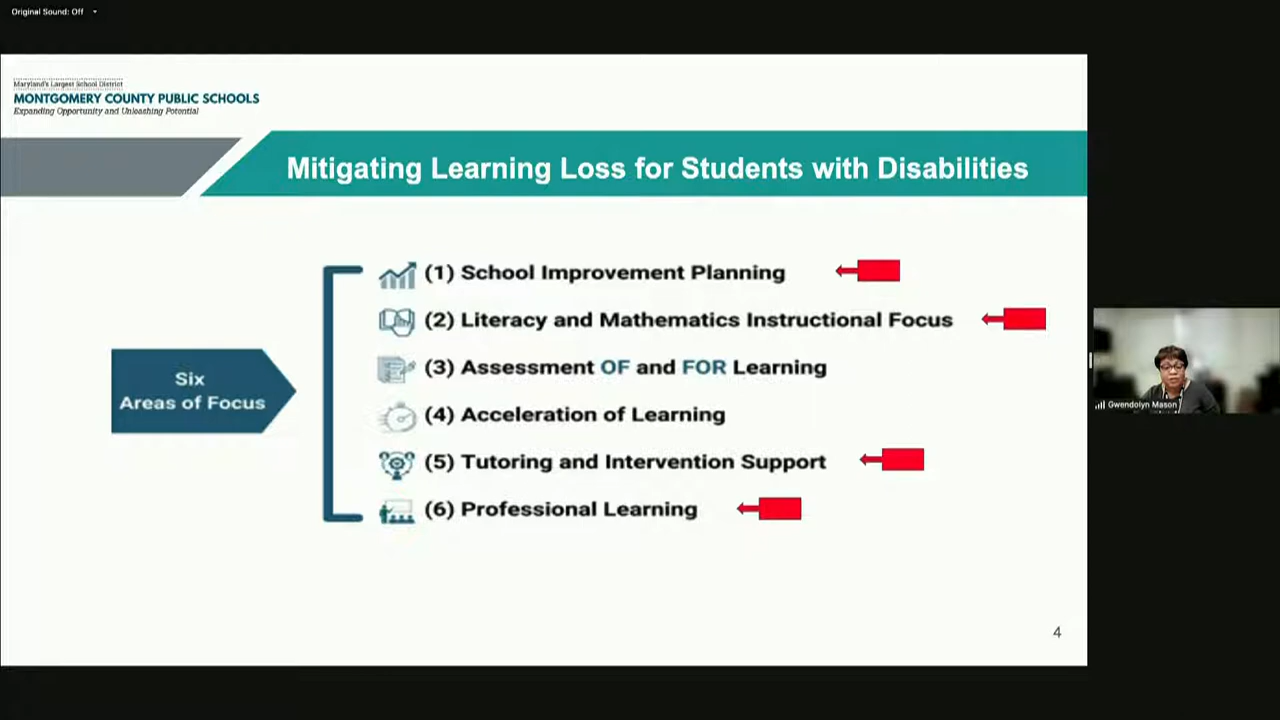 Original Sound: Off
Maryland's Largest School District
MONTGOMERY COUNTY PUBLIC SCHOOLS
Expanding Opportunity and Unleashing Potential
Mitigating Learning Loss for Students with Disabilities
Six
Areas of Focus
(1) School Improvement Planning
(2) Literacy and Mathematics Instructional Focus
(3) Assessment OF and FOR Learning
(4) Acceleration of Learning
(5) Tutoring and Intervention Support
(6) Professional Learning
4
Gwendolyn Mason